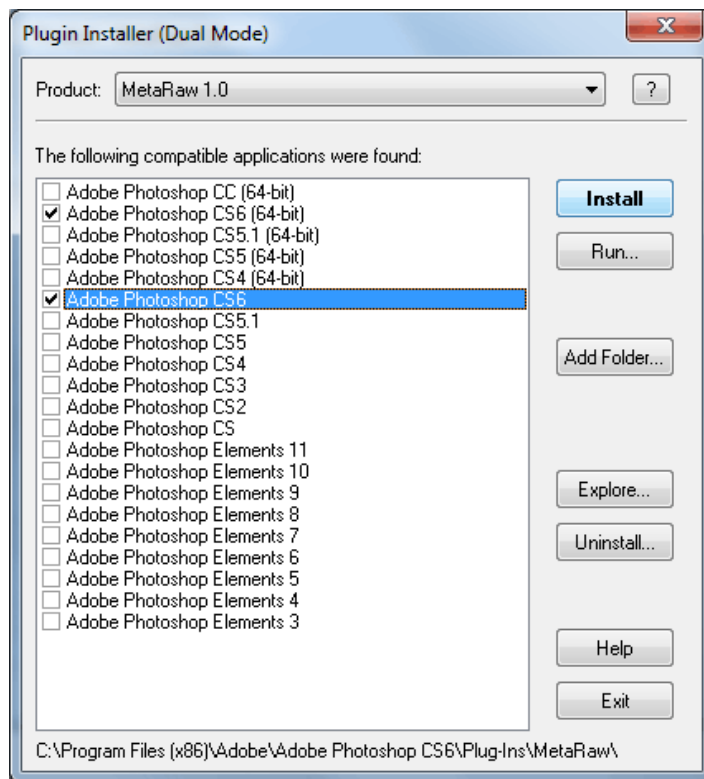 Plugin Installer (Dual Mode)
Product: MetaRaw 1.0 ?
The following compatible applications were found:
Adobe Photoshop CC (64-bit)
Adobe Photoshop CS6 (64-bit)
Adobe Photoshop CS5.1 (64-bit)
Adobe Photoshop CS5 (64-bit)
Adobe Photoshop CS4 (64-bit)
Adobe Photoshop CS6
Adobe Photoshop CS5.1
Adobe Photoshop CS5
Adobe Photoshop CS4
Adobe Photoshop CS3
Adobe Photoshop CS2
Adobe Photoshop CS
Adobe Photoshop Elements 11
Adobe Photoshop Elements 10
Adobe Photoshop Elements 9
Adobe Photoshop Elements 8
Adobe Photoshop Elements 7
Adobe Photoshop Elements 6
Adobe Photoshop Elements 5
Adobe Photoshop Elements 4
Adobe Photoshop Elements 3
Install
Run...
Add Folder...
Explore...
Uninstall...
Help
Exit
C:\Program Files (x86)\Adobe\Adobe Photoshop CS6\Plug-Ins\MetaRaw\